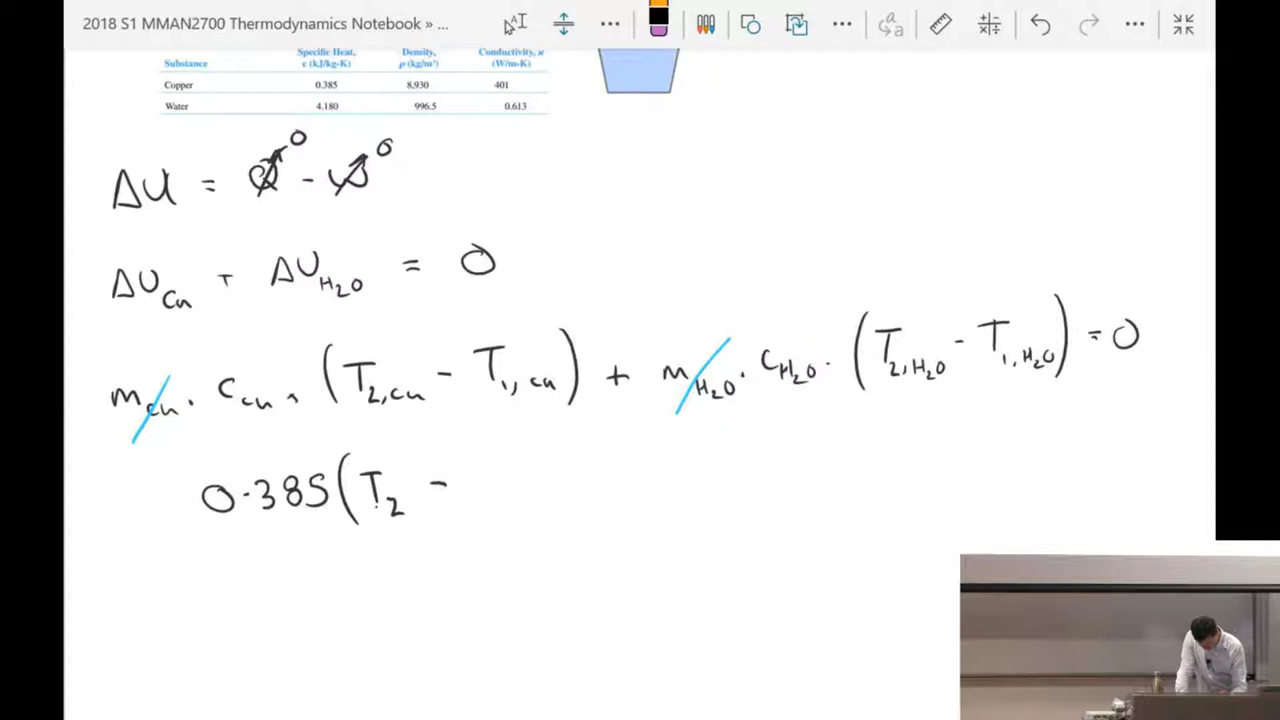 2018 S1 MMAN2700 Thermodynamics Notebook » ...
Specific Heat, Density, Conductivity, κ
Substance c (kJ/kg-K) ρ (kg/m³) (W/m-K)
Copper 0.385 8,930 401
Water 4.180 996.5 0.613
ΔU = Q⁰ - W⁰
ΔU_Cu + ΔU_H₂O = 0
m_Cu · C_Cu · (T_2,Cu - T_1,Cu) + m_H₂O · C_H₂O · (T_2,H₂O - T_1,H₂O) = 0
0.385(T₂ -